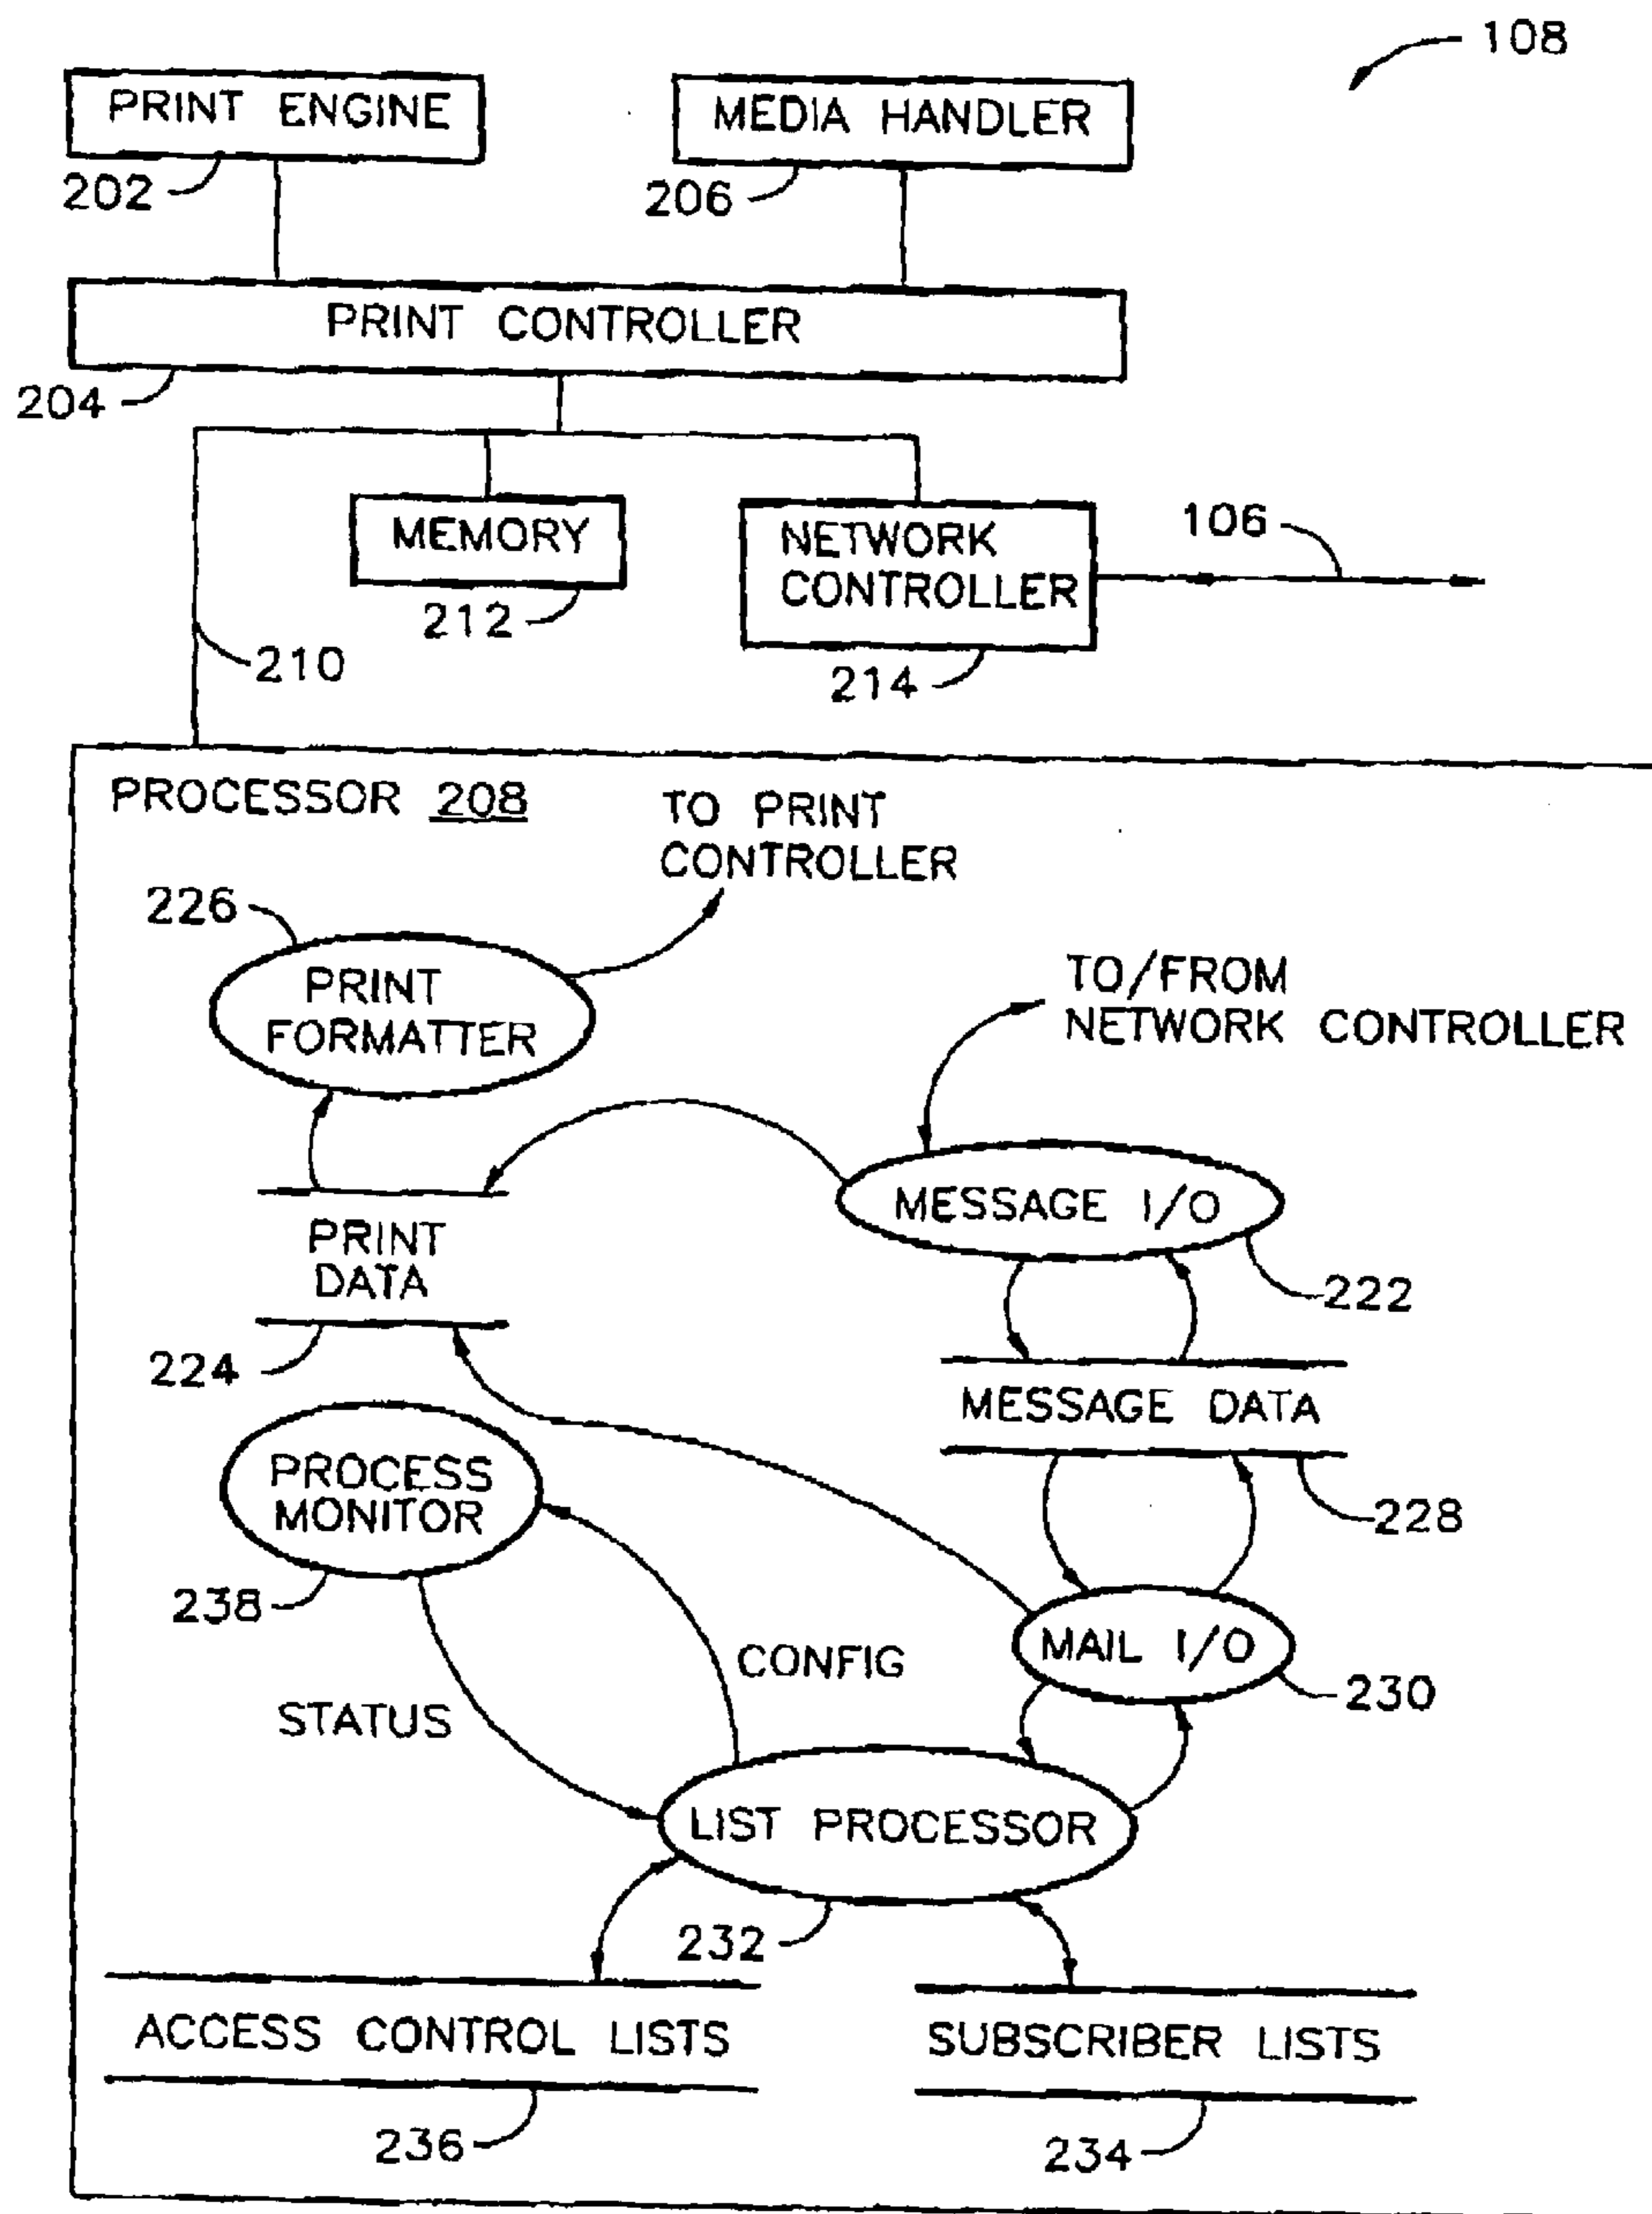 108
PRINT ENGINE
MEDIA HANDLER
202
206
PRINT CONTROLLER
204
MEMORY
NETWORK
CONTROLLER
106
212
210
214
PROCESSOR 208
TO PRINT
CONTROLLER
226
PRINT
FORMATTER
TO/FROM
NETWORK CONTROLLER
MESSAGE I/O
PRINT
DATA
222
224
MESSAGE DATA
PROCESS
MONITOR
228
238
MAIL I/O
CONFIG
230
STATUS
LIST PROCESSOR
232
ACCESS CONTROL LISTS
SUBSCRIBER LISTS
236
234